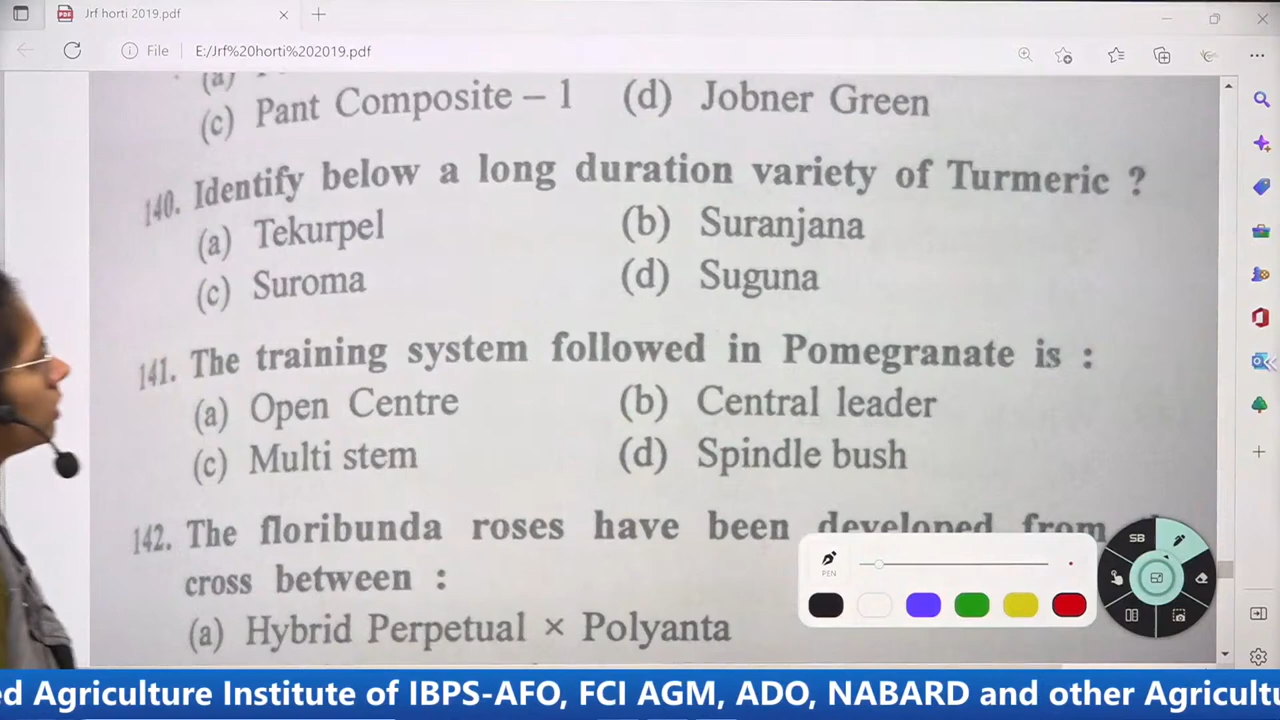 Jrf horti 2019.pdf
File E:/Jrf%20horti%202019.pdf
(a)
(c) Pant Composite – 1 (d) Jobner Green
140. Identify below a long duration variety of Turmeric ?
(a) Tekurpel (b) Suranjana
(c) Suroma (d) Suguna
141. The training system followed in Pomegranate is :
(a) Open Centre (b) Central leader
(c) Multi stem (d) Spindle bush
142. The floribunda roses have been developed from
cross between :
(a) Hybrid Perpetual × Polyanta
PEN
SB
ed Agriculture Institute of IBPS-AFO, FCI AGM, ADO, NABARD and other Agricultu